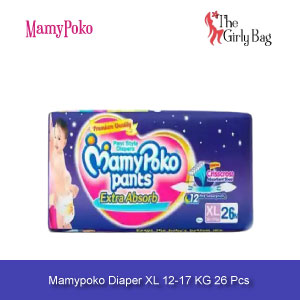 MamyPoko
The
Girly Bag
Premium Quality
Pant Style
Diapers
MamyPoko
pants
Extra Absorb
12
XL
26
Mamypoko Diaper XL 12-17 KG 26 Pcs